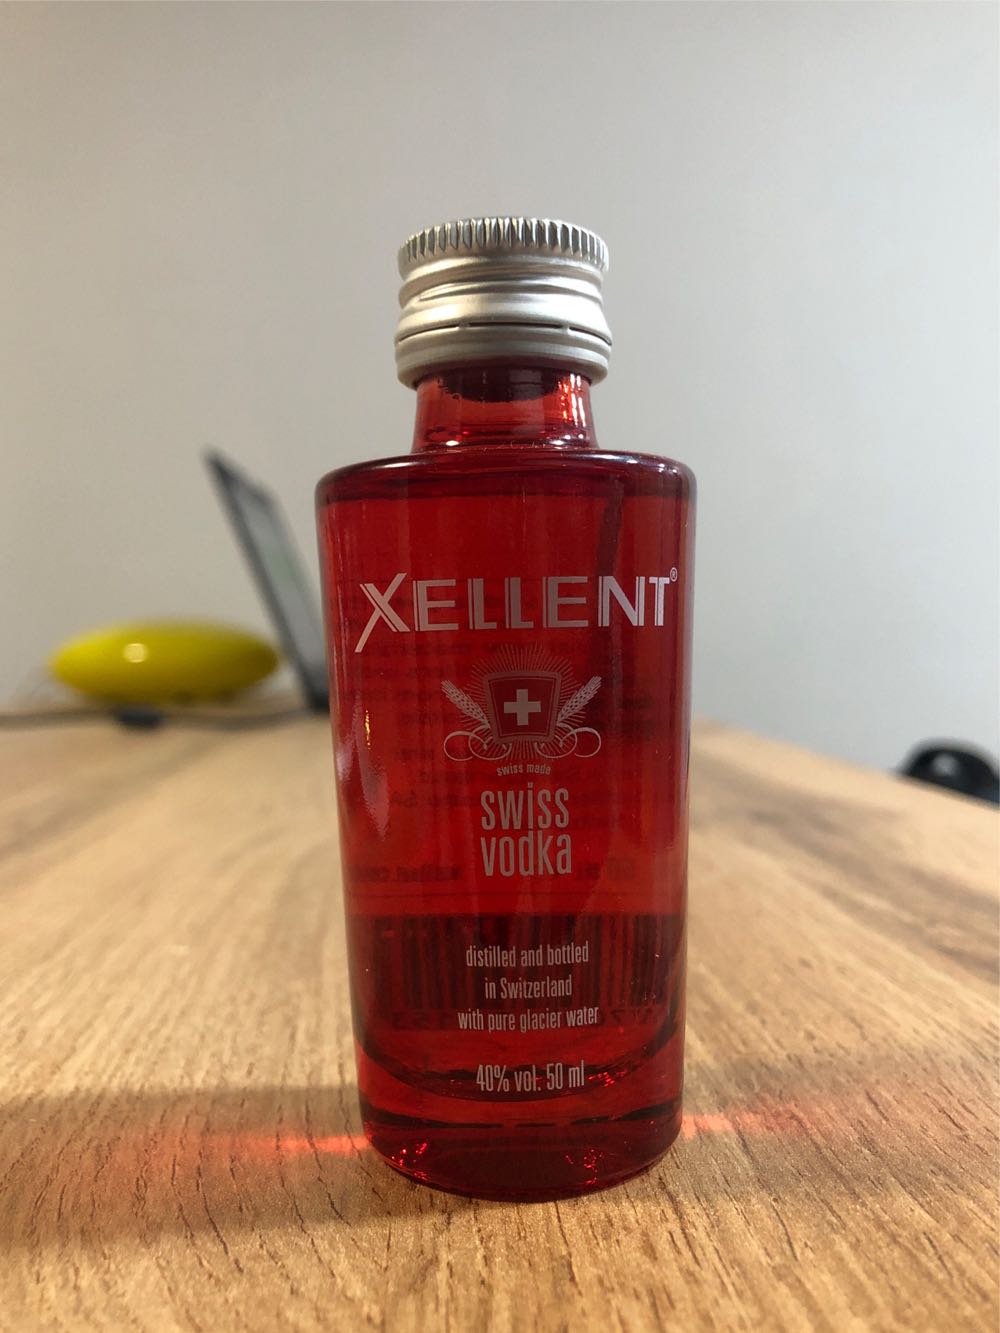 XELLENT®
swiss made
swiss
vodka
distilled and bottled
in Switzerland
with pure glacier water
40% vol. 50 ml